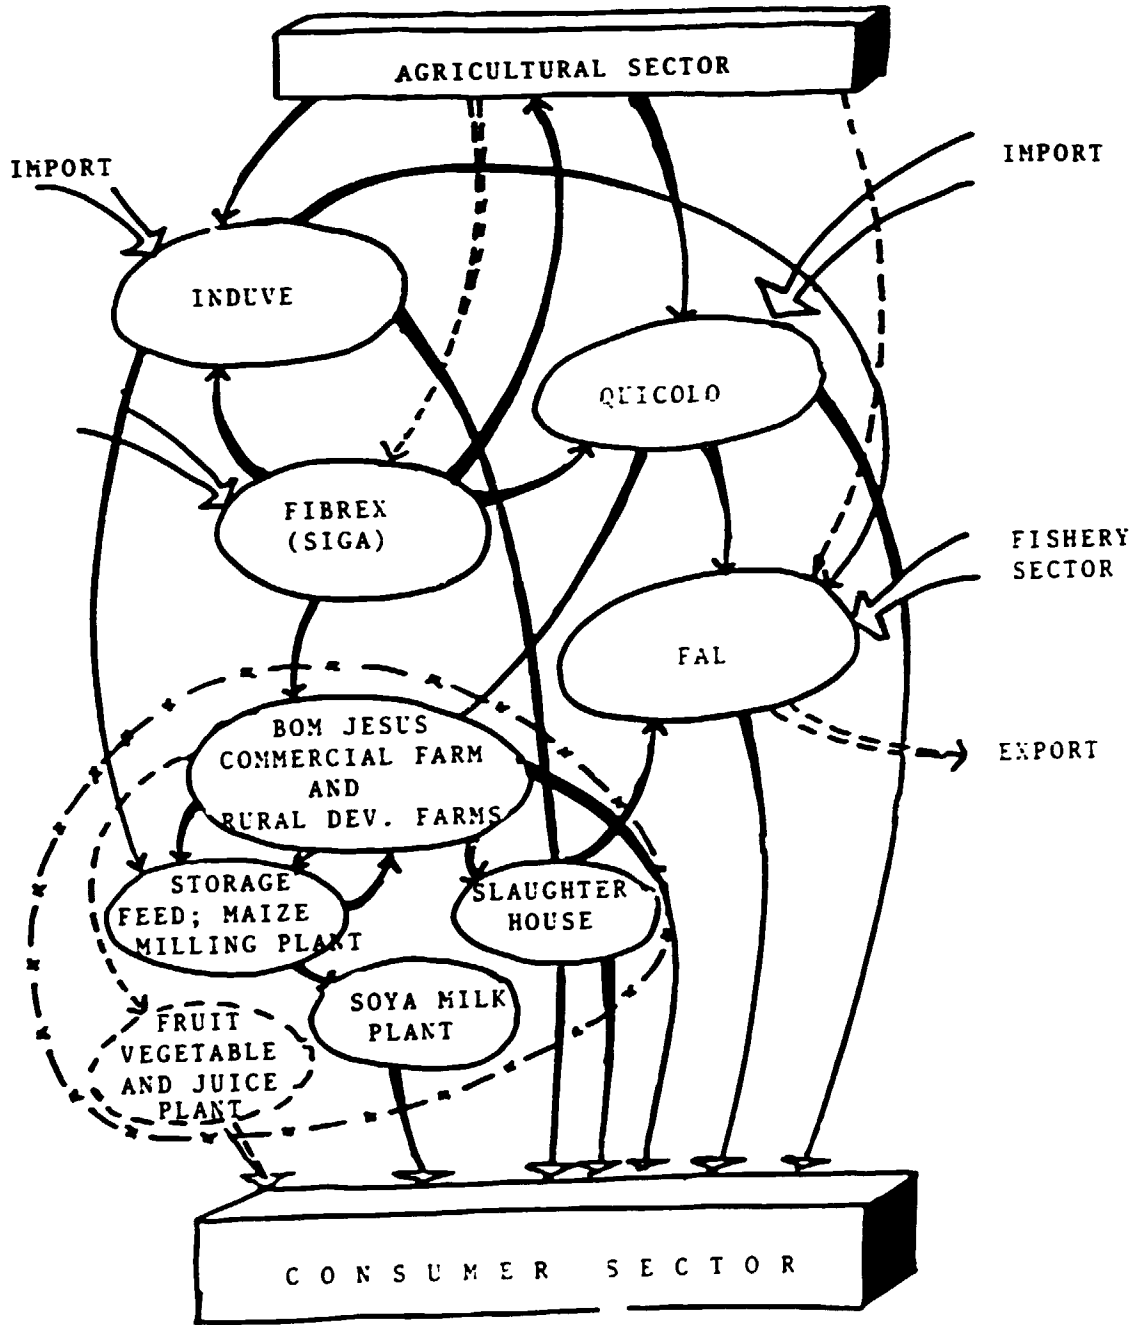 AGRICULTURAL SECTOR
IMPORT
IMPORT
INDUVE
QUICOLO
FIBREX
(SIGA)
FISHERY
SECTOR
FAL
BOM JESUS
COMMERCIAL FARM
AND
RURAL DEV. FARMS
EXPORT
STORAGE
FEED; MAIZE
MILLING PLANT
SLAUGHTER
HOUSE
SOYA MILK
PLANT
FRUIT
VEGETABLE
AND JUICE
PLANT
CONSUMER SECTOR